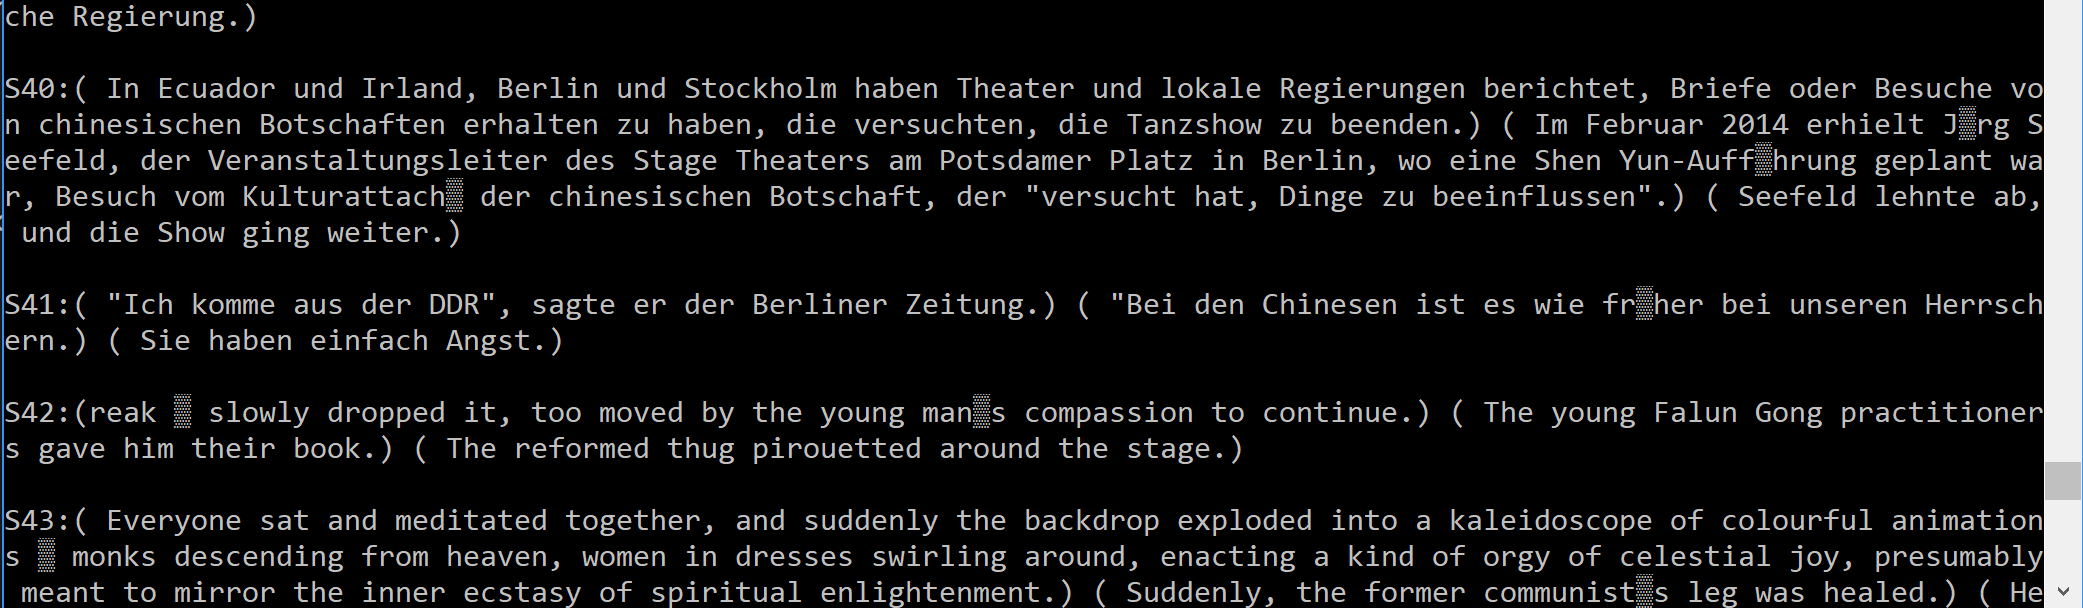 che Regierung.)
S40:( In Ecuador und Irland, Berlin und Stockholm haben Theater und lokale Regierungen berichtet, Briefe oder Besuche vo
n chinesischen Botschaften erhalten zu haben, die versuchten, die Tanzshow zu beenden.) ( Im Februar 2014 erhielt J▒rg S
eefeld, der Veranstaltungsleiter des Stage Theaters am Potsdamer Platz in Berlin, wo eine Shen Yun-Auff▒hrung geplant wa
r, Besuch vom Kulturattach▒ der chinesischen Botschaft, der "versucht hat, Dinge zu beeinflussen".) ( Seefeld lehnte ab,
 und die Show ging weiter.)
S41:( "Ich komme aus der DDR", sagte er der Berliner Zeitung.) ( "Bei den Chinesen ist es wie fr▒her bei unseren Herrsch
ern.) ( Sie haben einfach Angst.)
S42:(reak ▒ slowly dropped it, too moved by the young man▒s compassion to continue.) ( The young Falun Gong practitioner
s gave him their book.) ( The reformed thug pirouetted around the stage.)
S43:( Everyone sat and meditated together, and suddenly the backdrop exploded into a kaleidoscope of colourful animation
s ▒ monks descending from heaven, women in dresses swirling around, enacting a kind of orgy of celestial joy, presumably
 meant to mirror the inner ecstasy of spiritual enlightenment.) ( Suddenly, the former communist▒s leg was healed.) ( He